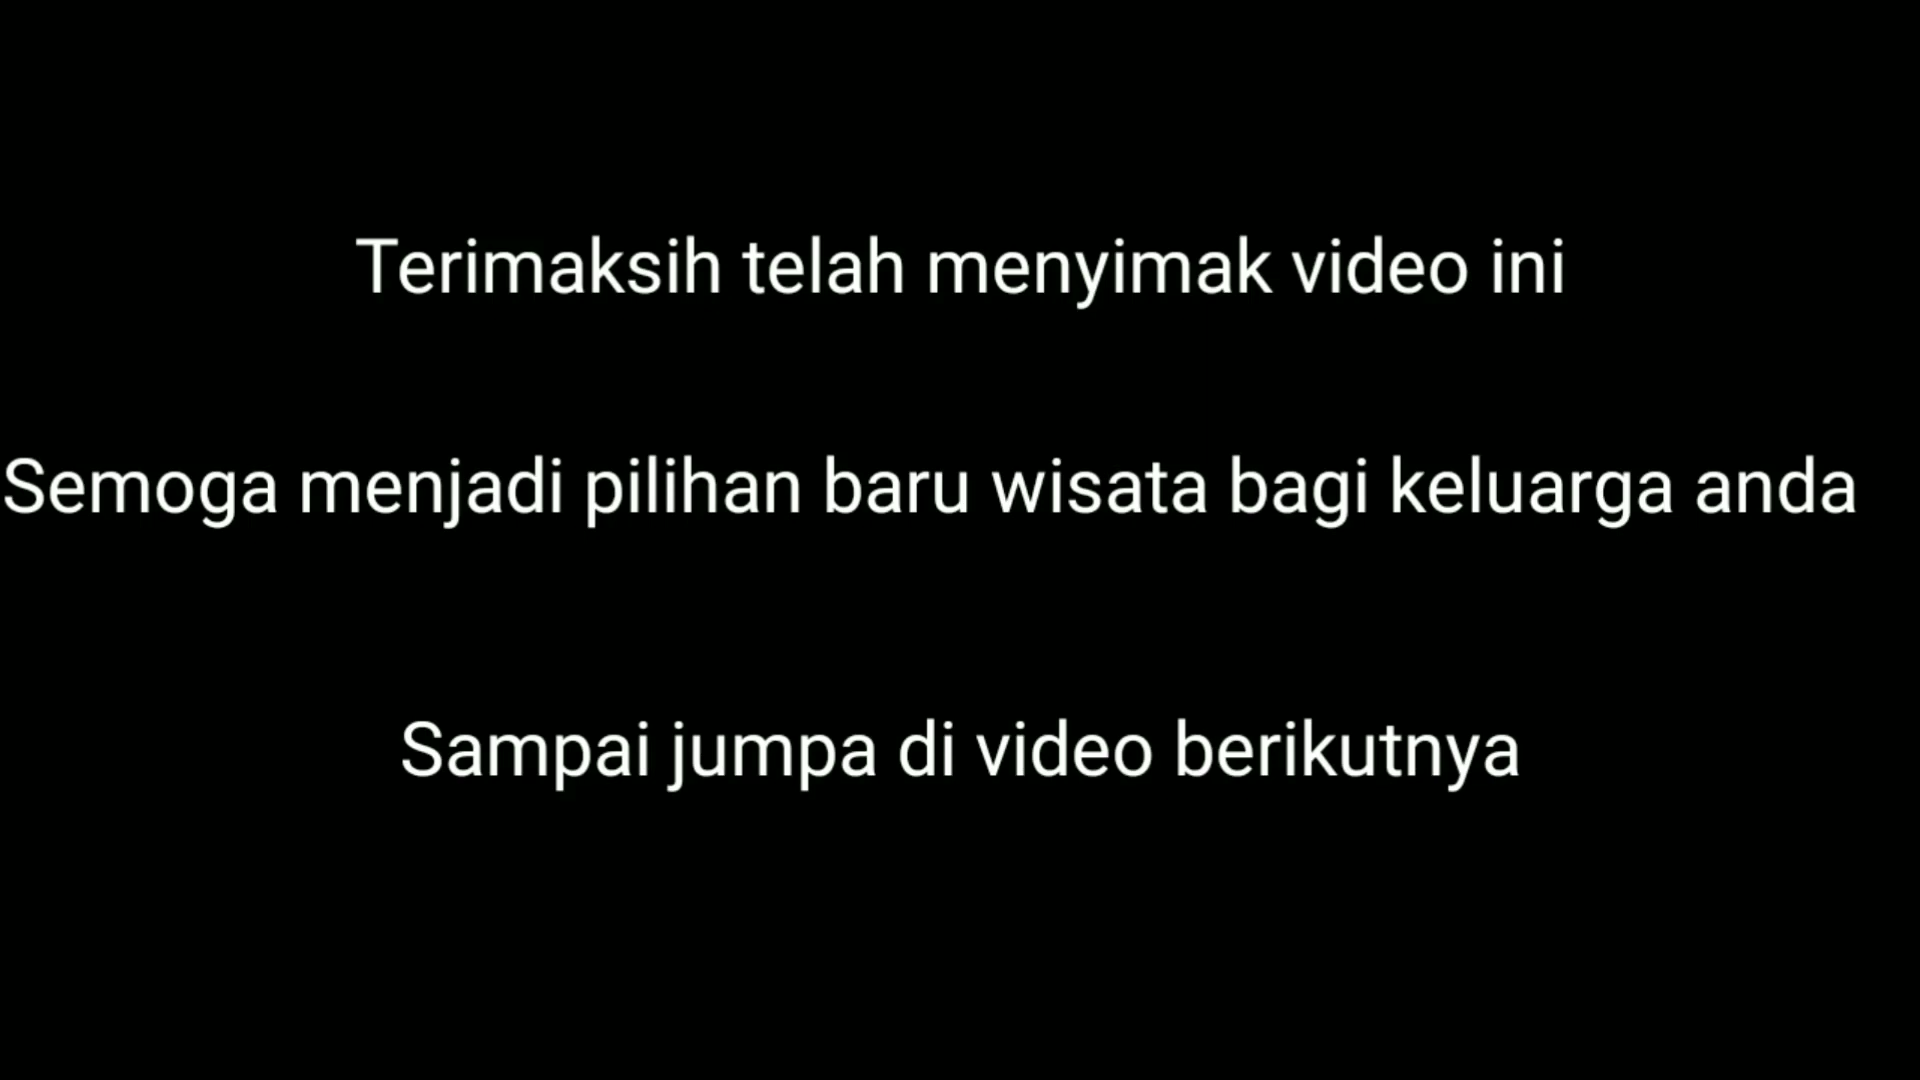 Terimaksih telah menyimak video ini
Semoga menjadi pilihan baru wisata bagi keluarga anda
Sampai jumpa di video berikutnya